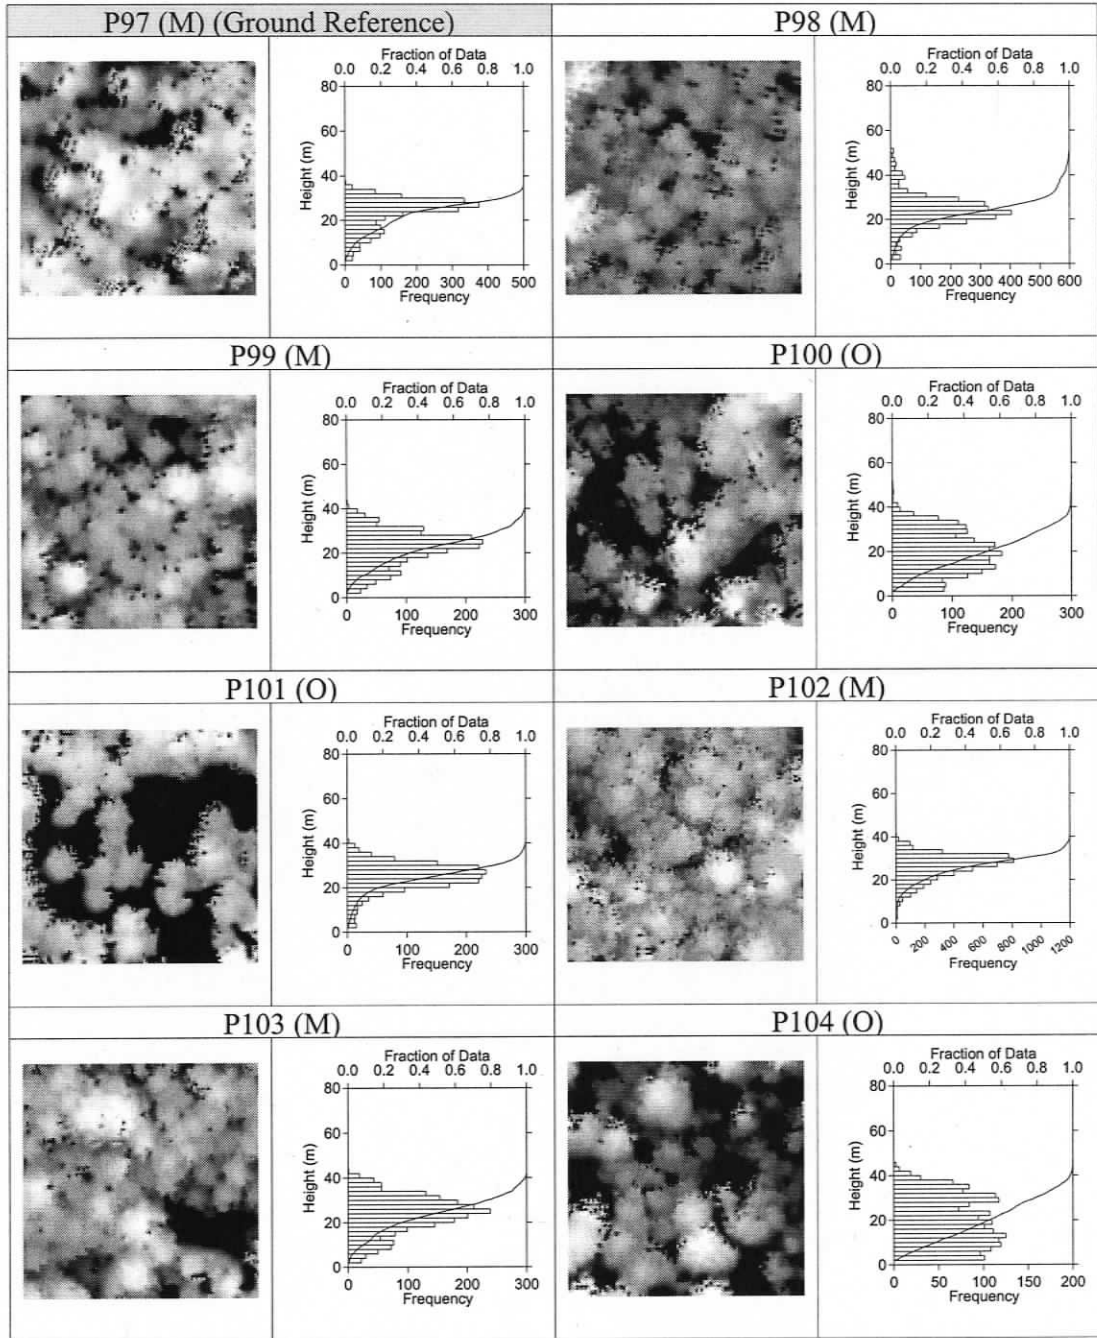 P97 (M) (Ground Reference)
Fraction of Data
0.0 0.2 0.4 0.6 0.8 1.0
80
60
Height (m)
40
20
0
0 100 200 300 400 500
Frequency
P98 (M)
Fraction of Data
0.0 0.2 0.4 0.6 0.8 1.0
80
60
Height (m)
40
20
0
0 100 200 300 400 500 600
Frequency
P99 (M)
Fraction of Data
0.0 0.2 0.4 0.6 0.8 1.0
80
60
Height (m)
40
20
0
0 100 200 300
Frequency
P100 (O)
Fraction of Data
0.0 0.2 0.4 0.6 0.8 1.0
80
60
Height (m)
40
20
0
0 100 200 300
Frequency
P101 (O)
Fraction of Data
0.0 0.2 0.4 0.6 0.8 1.0
80
60
Height (m)
40
20
0
0 100 200 300
Frequency
P102 (M)
Fraction of Data
0.0 0.2 0.4 0.6 0.8 1.0
80
60
Height (m)
40
20
0
0 200 400 600 800 1000 1200
Frequency
P103 (M)
Fraction of Data
0.0 0.2 0.4 0.6 0.8 1.0
80
60
Height (m)
40
20
0
0 100 200 300
Frequency
P104 (O)
Fraction of Data
0.0 0.2 0.4 0.6 0.8 1.0
80
60
Height (m)
40
20
0
0 50 100 150 200
Frequency